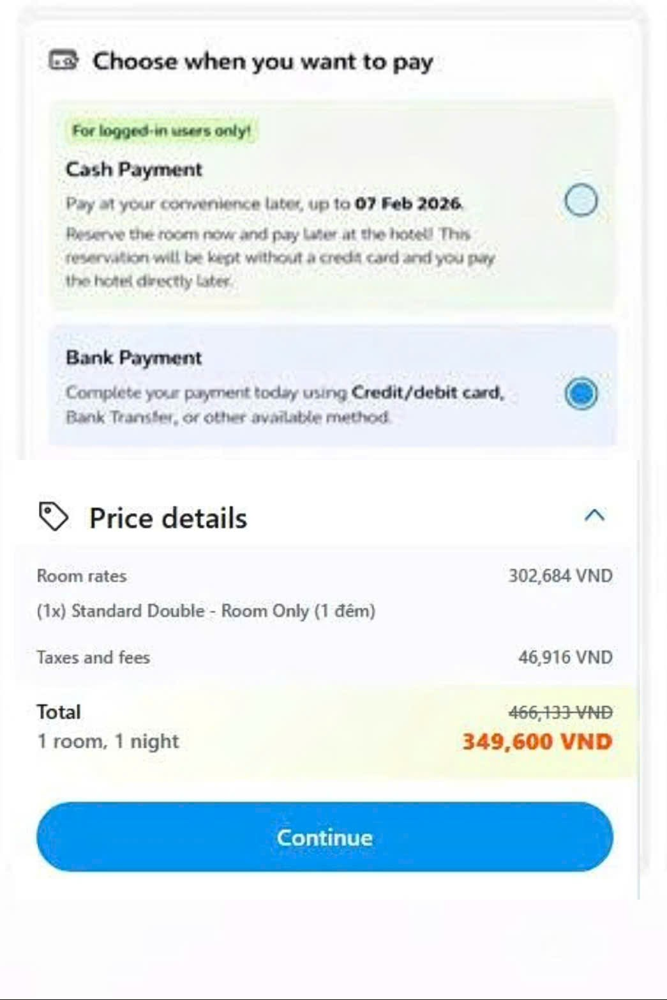 Choose when you want to pay
For logged-in users only!
Cash Payment
Pay at your convenience later, up to 07 Feb 2026.
Reserve the room now and pay later at the hotel! This
reservation will be kept without a credit card and you pay
the hotel directly later.
Bank Payment
Complete your payment today using Credit/debit card,
Bank Transfer, or other available method.
Price details
Room rates 302,684 VND
(1x) Standard Double - Room Only (1 đêm)
Taxes and fees 46,916 VND
Total 466,133 VND
1 room, 1 night 349,600 VND
Continue